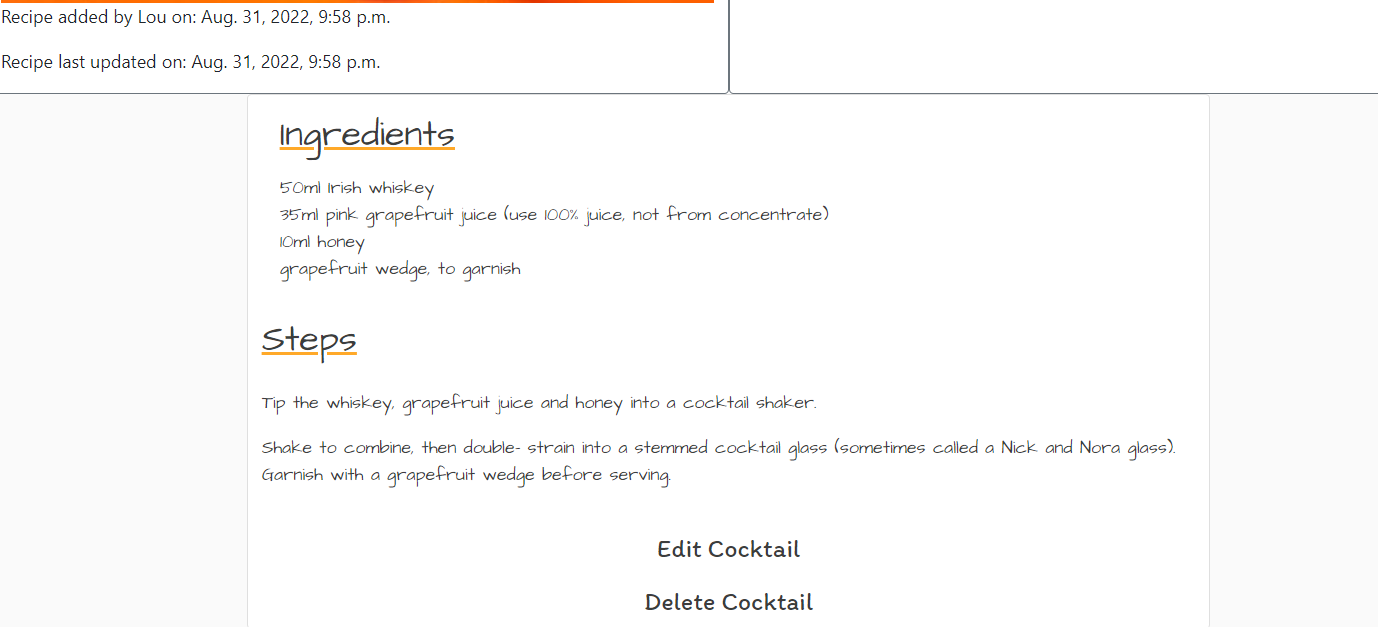 Recipe added by Lou on: Aug. 31, 2022, 9:58 p.m.
Recipe last updated on: Aug. 31, 2022, 9:58 p.m.
Ingredients
50ml Irish whiskey
35ml pink grapefruit juice (use 100% juice, not from concentrate)
10ml honey
grapefruit wedge, to garnish
Steps
Tip the whiskey, grapefruit juice and honey into a cocktail shaker.
Shake to combine, then double- strain into a stemmed cocktail glass (sometimes called a Nick and Nora glass).
Garnish with a grapefruit wedge before serving.
Edit Cocktail
Delete Cocktail